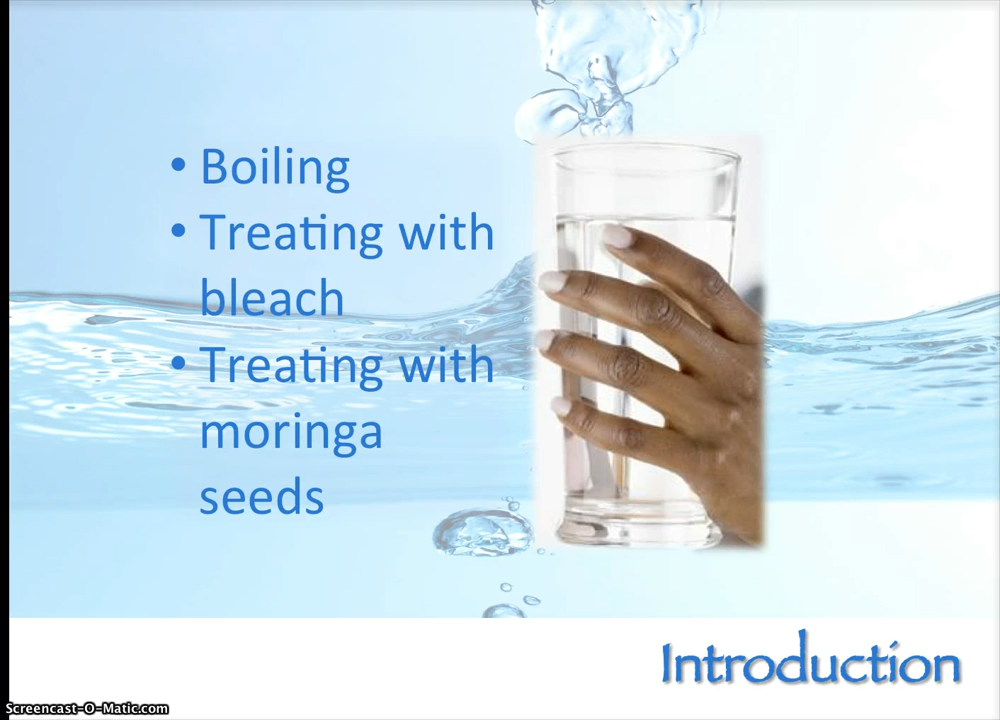 • Boiling
• Treating with
bleach
• Treating with
moringa
seeds
Introduction
Screencast-O-Matic.com